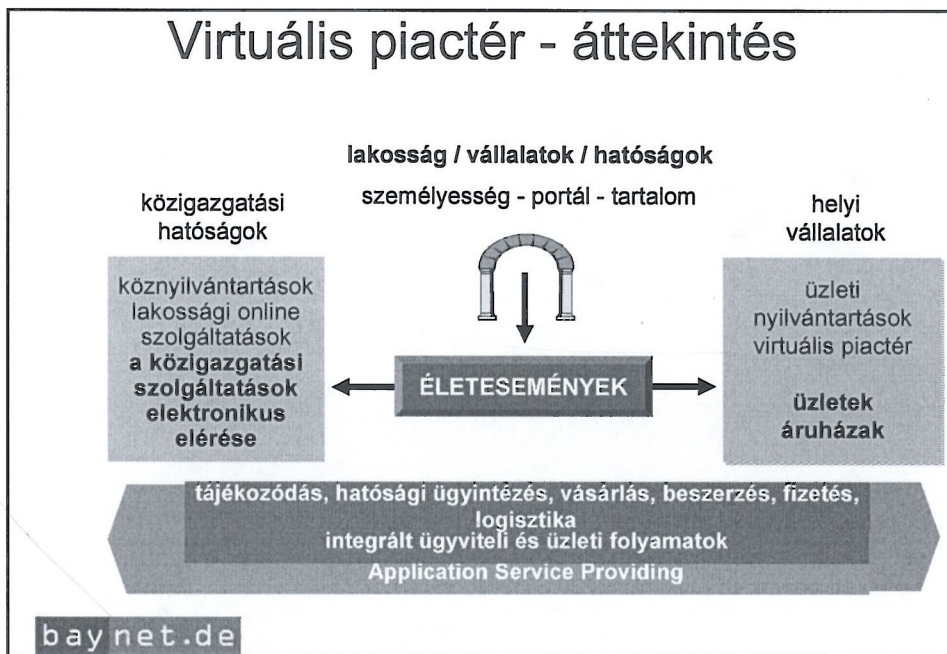 Virtuális piactér - áttekintés
lakosság / vállalatok / hatóságok
személyesség - portál - tartalom
közigazgatási
hatóságok
köznyilvántartások
lakossági online
szolgáltatások
a közigazgatási
szolgáltatások
elektronikus
elérése
ÉLETESEMÉNYEK
helyi
vállalatok
üzleti
nyilvántartások
virtuális piactér
üzletek
áruházak
tájékozódás, hatósági ügyintézés, vásárlás, beszerzés, fizetés,
logisztika
integrált ügyviteli és üzleti folyamatok
Application Service Providing
baynet.de